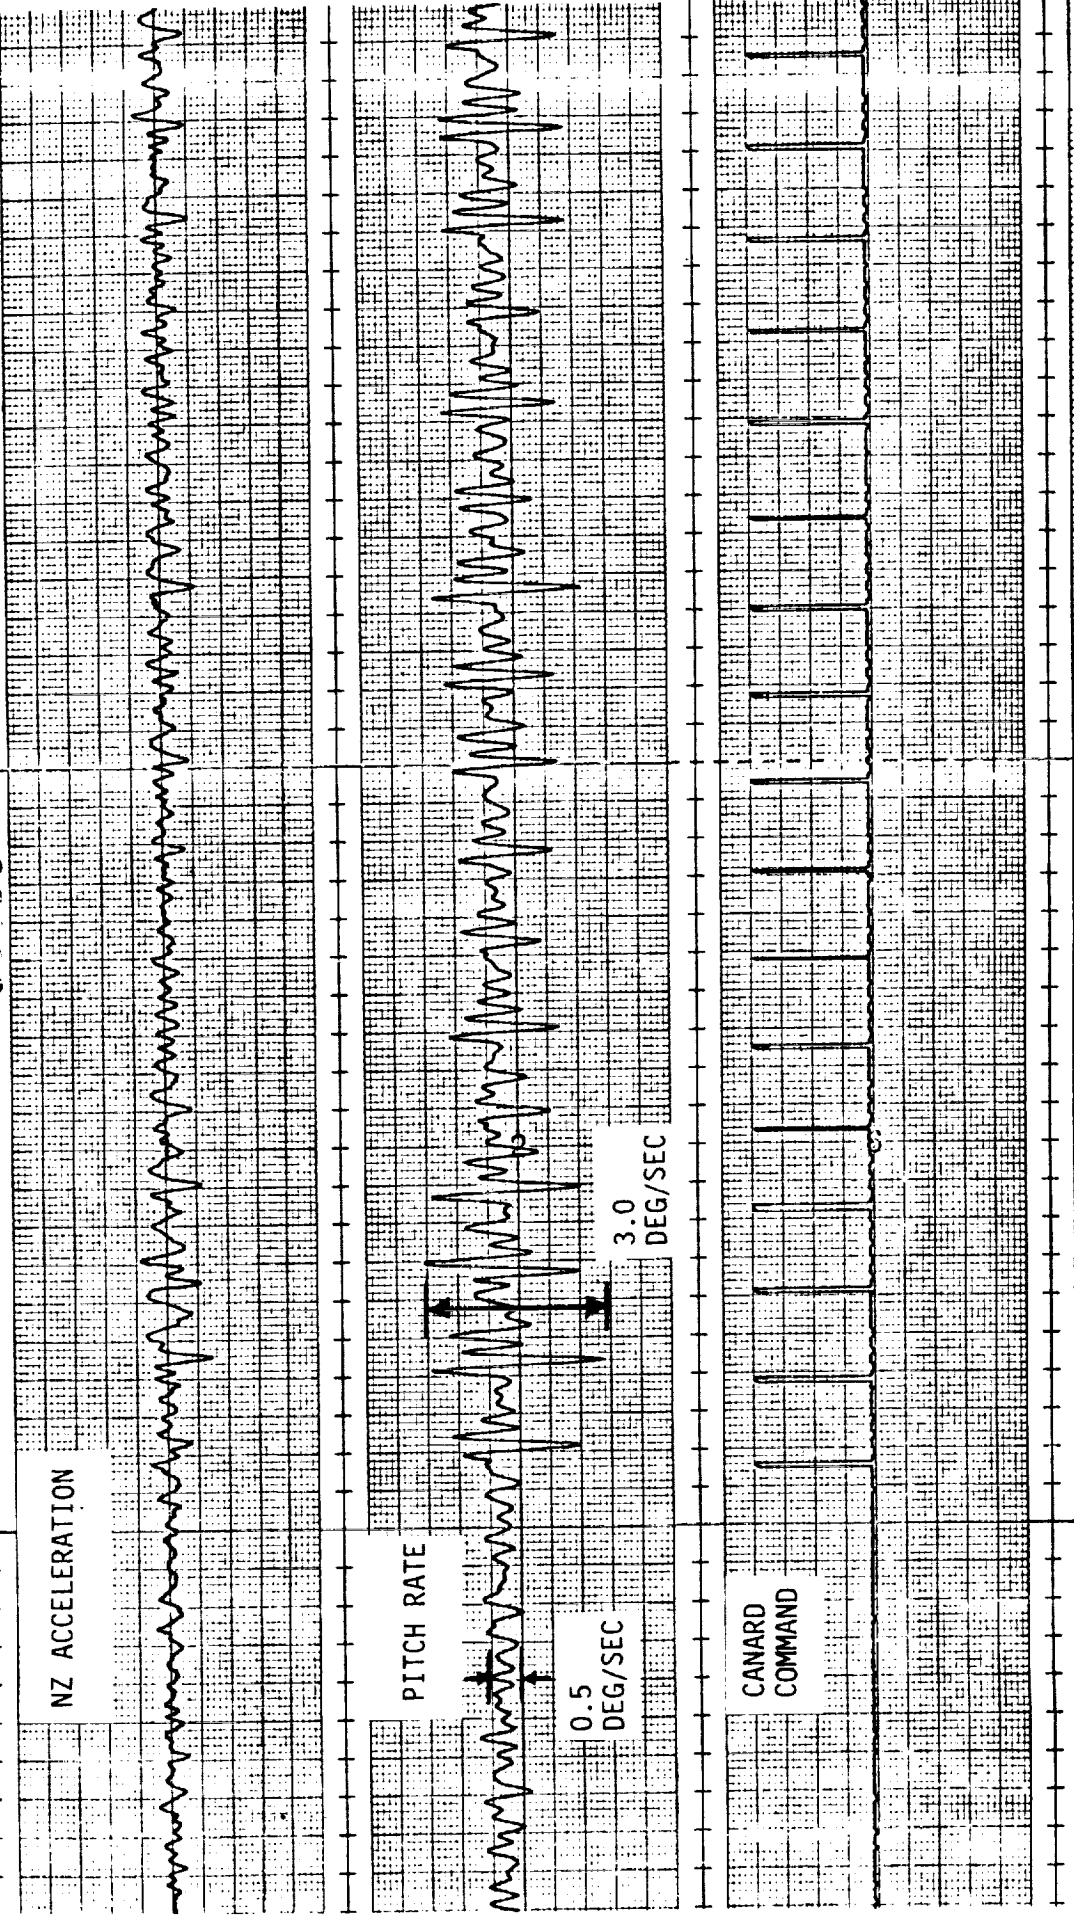 NZ ACCELERATION
PITCH RATE
0.5
DEG/SEC
3.0
DEG/SEC
CANARD
COMMAND